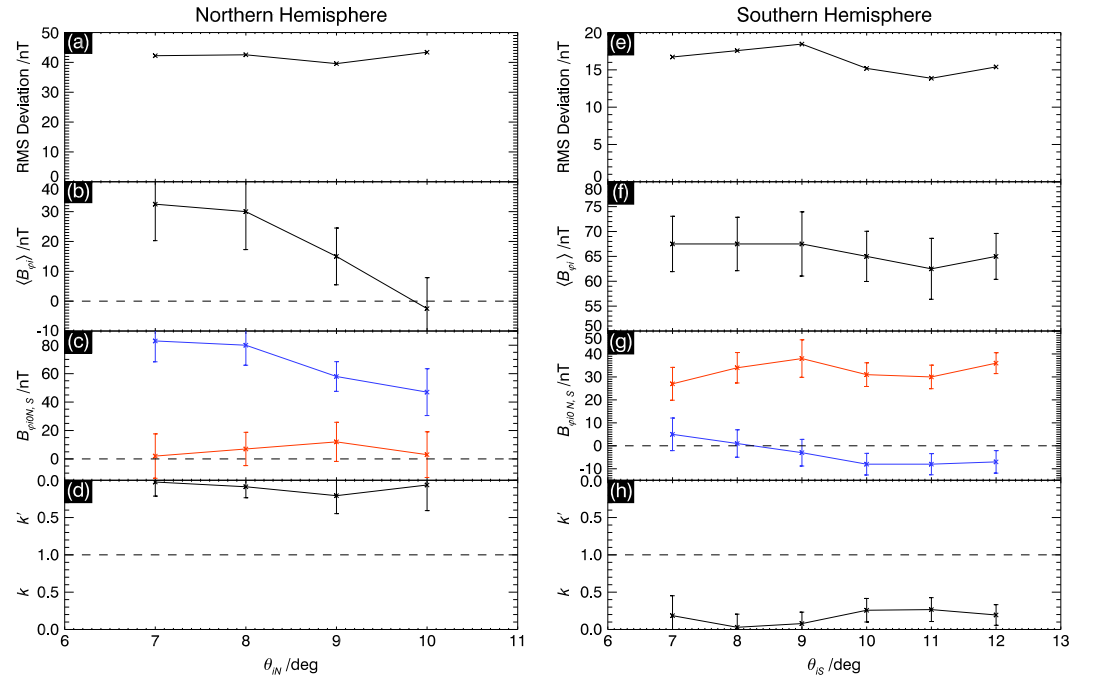 Northern Hemisphere
Southern Hemisphere
(a)
RMS Deviation /nT
50
40
30
20
10
0
(b)
⟨B_φi⟩ /nT
40
30
20
10
0
-10
(c)
B_φi0N, S /nT
80
60
40
20
0
(d)
k'
k
0.0
0.5
1.0
0.5
0.0
6 7 8 9 10 11
θ_iN /deg
(e)
RMS Deviation /nT
20
15
10
5
0
(f)
⟨B_φi⟩ /nT
80
75
70
65
60
55
50
(g)
B_φi0N, S /nT
50
40
30
20
10
0
-10
(h)
k'
k
0.0
0.5
1.0
0.5
0.0
6 7 8 9 10 11 12 13
θ_iS /deg